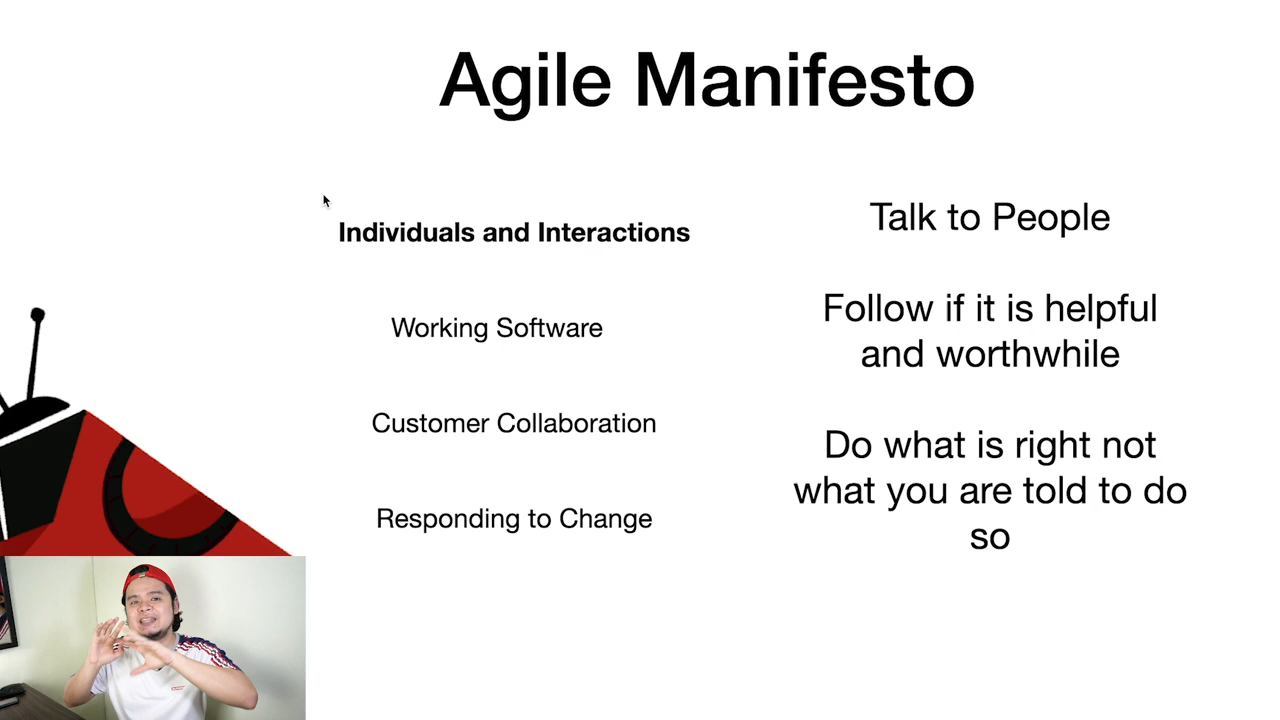 Agile Manifesto
Individuals and Interactions
Working Software
Customer Collaboration
Responding to Change
Talk to People
Follow if it is helpful
and worthwhile
Do what is right not
what you are told to do
so